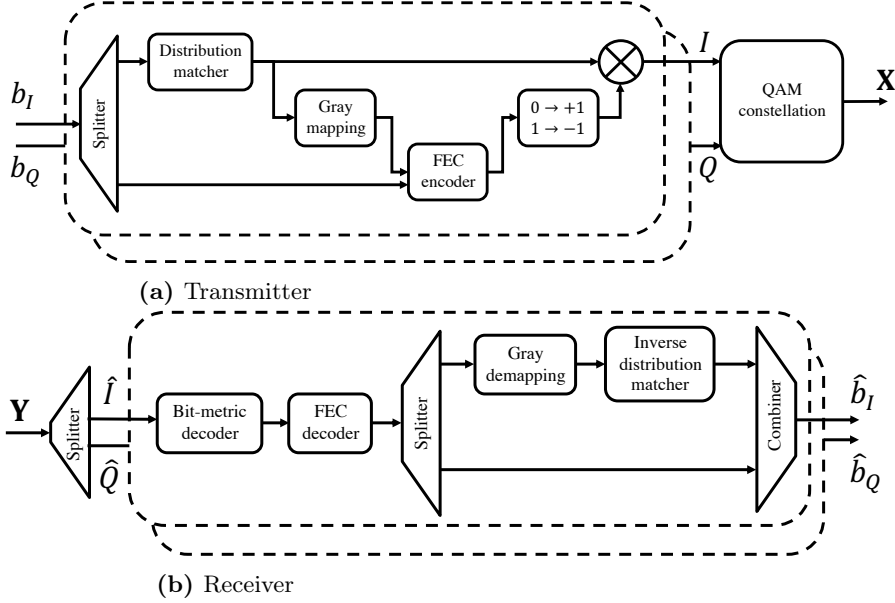 Distribution
matcher
I
QAM
constellation
X
b_I
b_Q
Splitter
Gray
mapping
0 → +1
1 → −1
FEC
encoder
Q
(a) Transmitter
Y
Splitter
Î
Q̂
Bit-metric
decoder
FEC
decoder
Splitter
Gray
demapping
Inverse
distribution
matcher
Combiner
b̂_I
b̂_Q
(b) Receiver